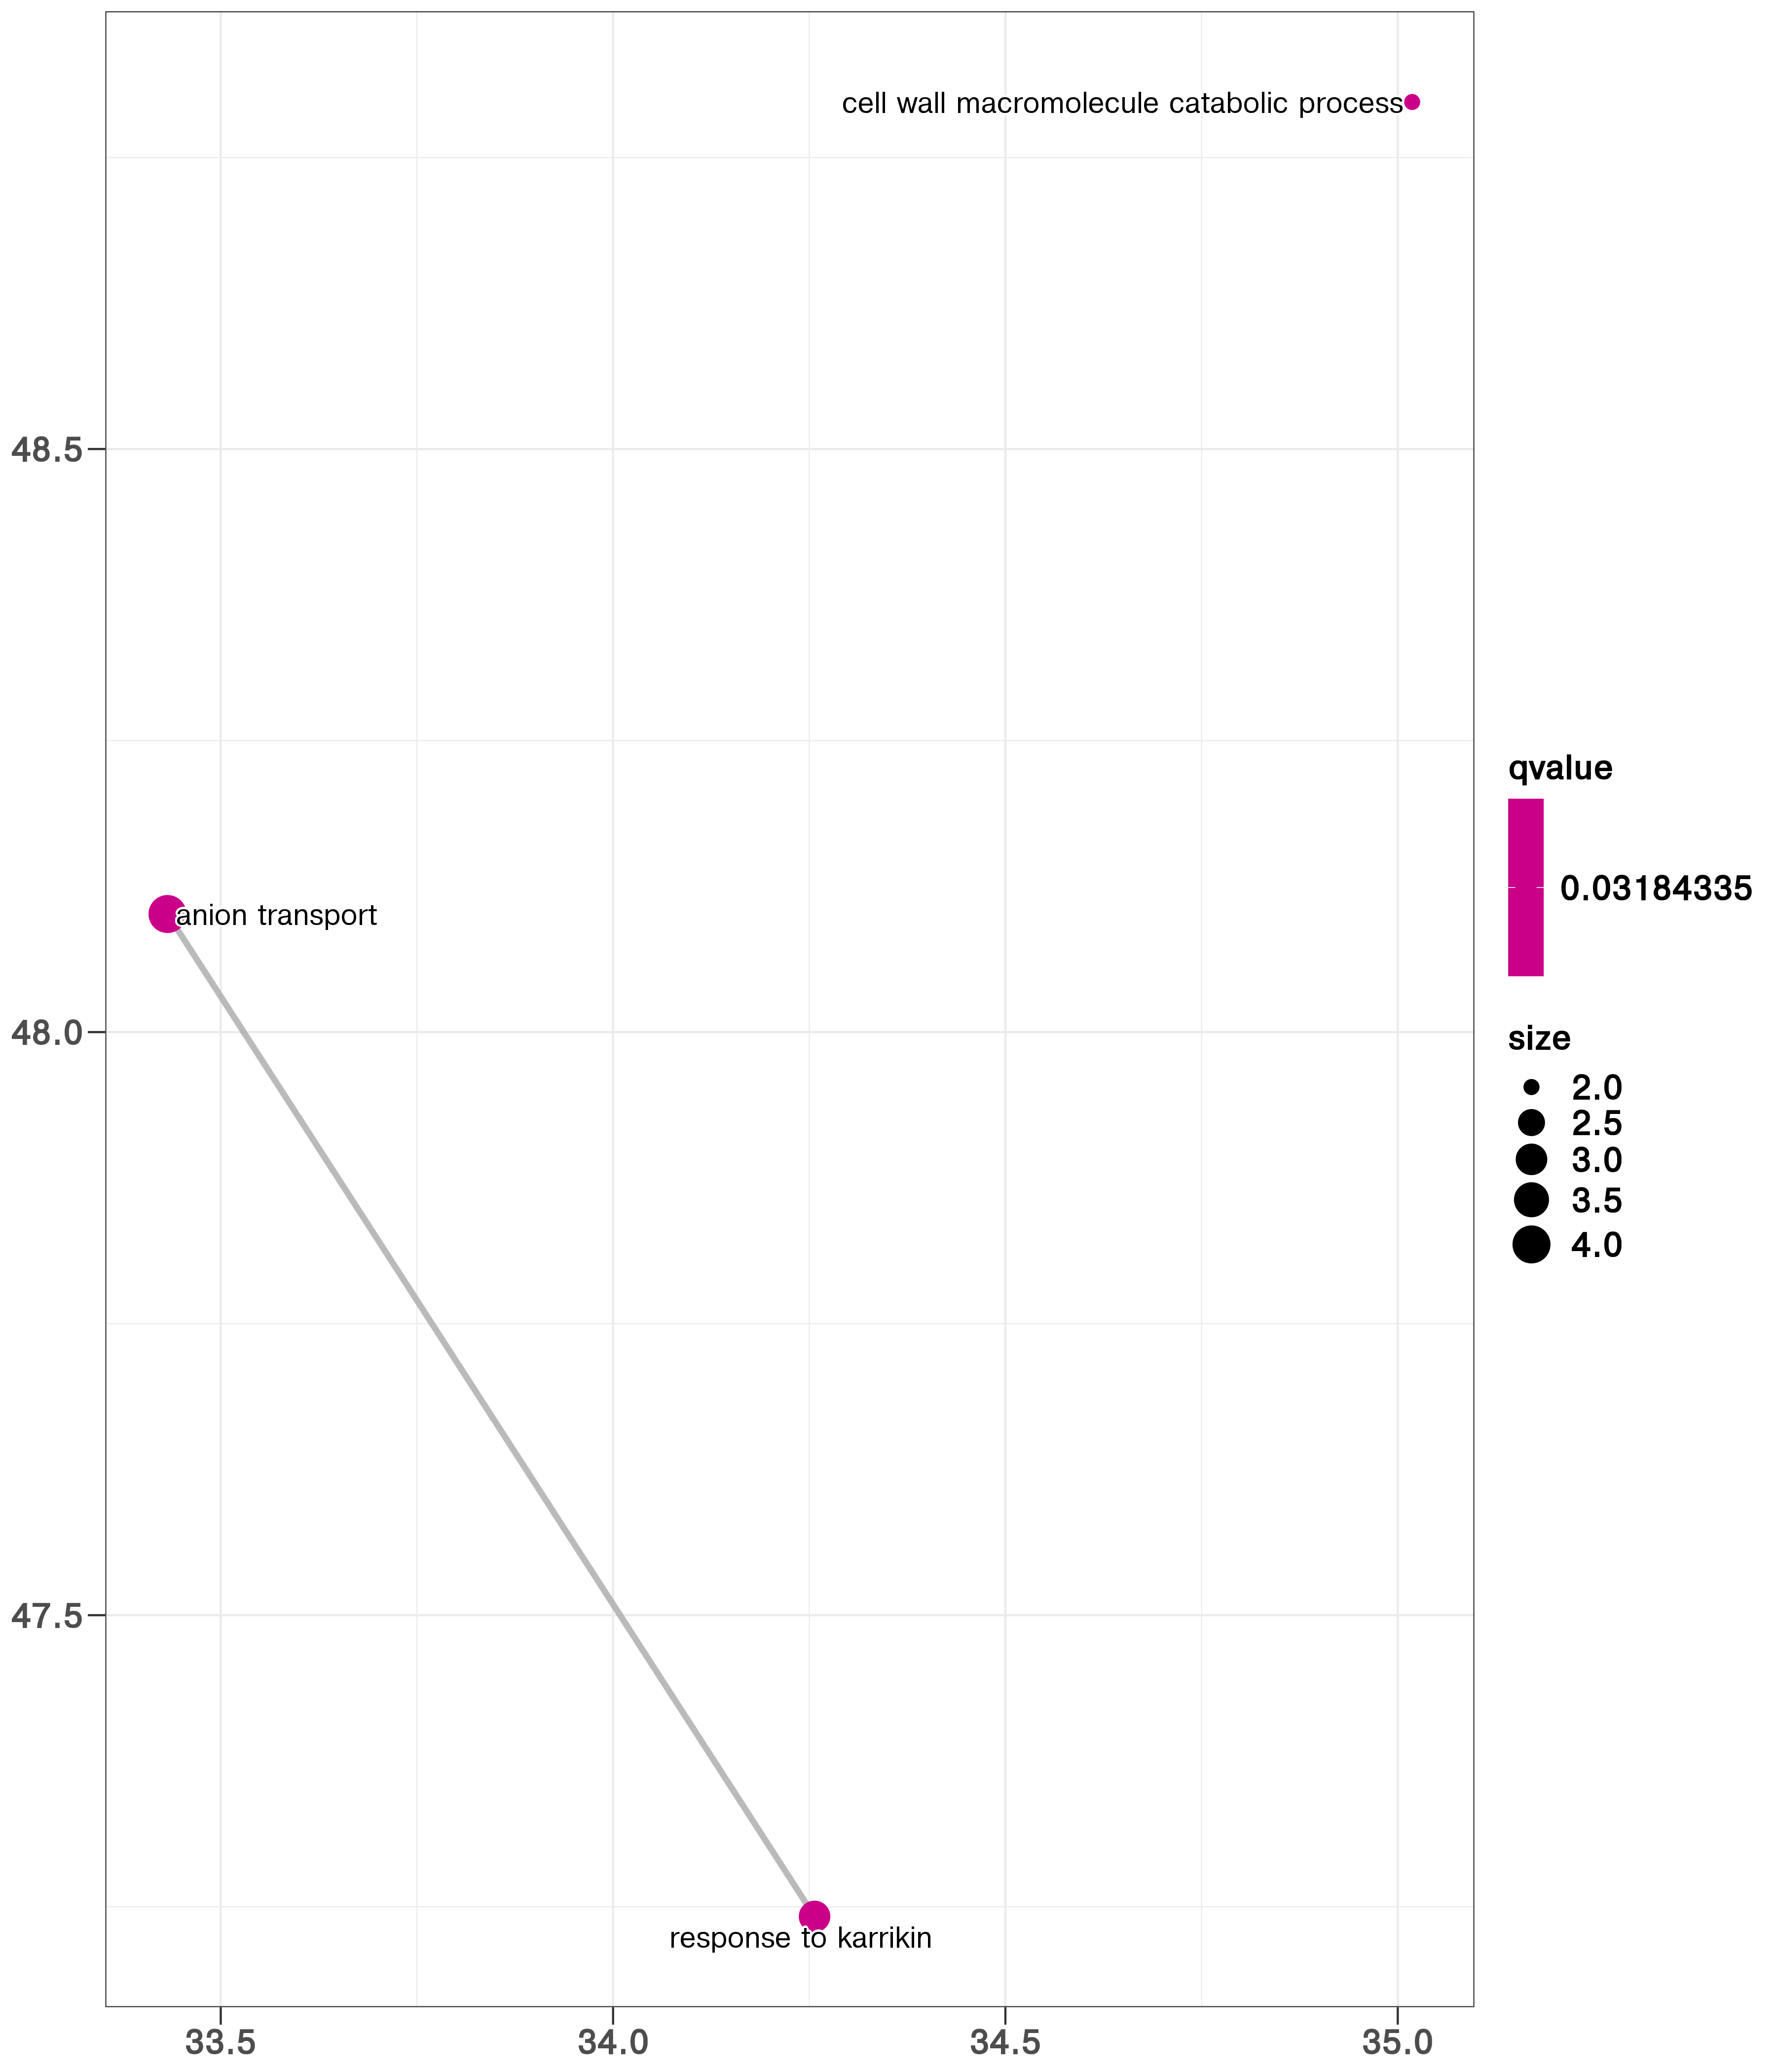 cell wall macromolecule catabolic process
48.5
qvalue
0.03184335
anion transport
48.0
size
2.0
2.5
3.0
3.5
4.0
47.5
response to karrikin
33.5 34.0 34.5 35.0